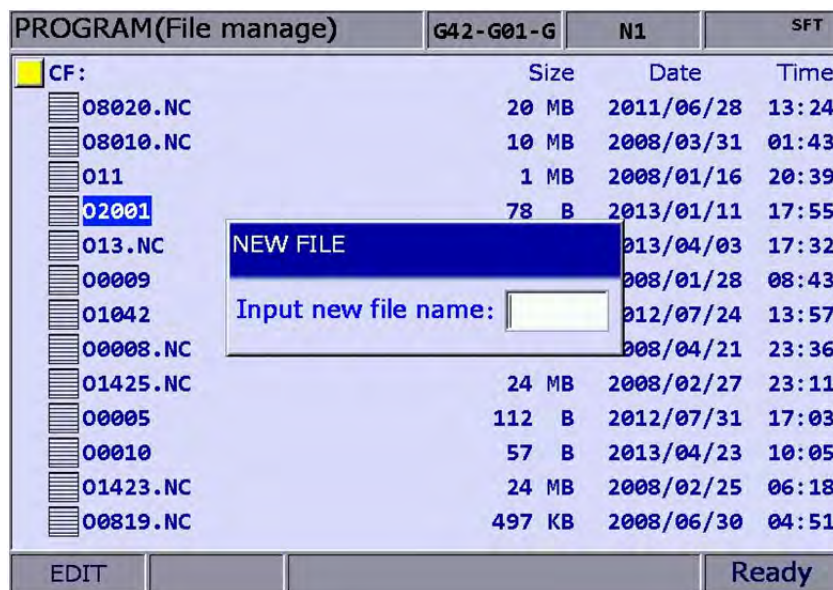 PROGRAM(File manage) G42-G01-G N1 SFT
CF: Size Date Time
O8020.NC 20 MB 2011/06/28 13:24
O8010.NC 10 MB 2008/03/31 01:43
O11 1 MB 2008/01/16 20:39
O2001 78 B 2013/01/11 17:55
O13.NC 013/04/03 17:32
O0009 008/01/28 08:43
O1042 012/07/24 13:57
O0008.NC 008/04/21 23:36
NEW FILE
Input new file name:
O1425.NC 24 MB 2008/02/27 23:11
O0005 112 B 2012/07/31 17:03
O0010 57 B 2013/04/23 10:05
O1423.NC 24 MB 2008/02/25 06:18
O0819.NC 497 KB 2008/06/30 04:51
EDIT Ready